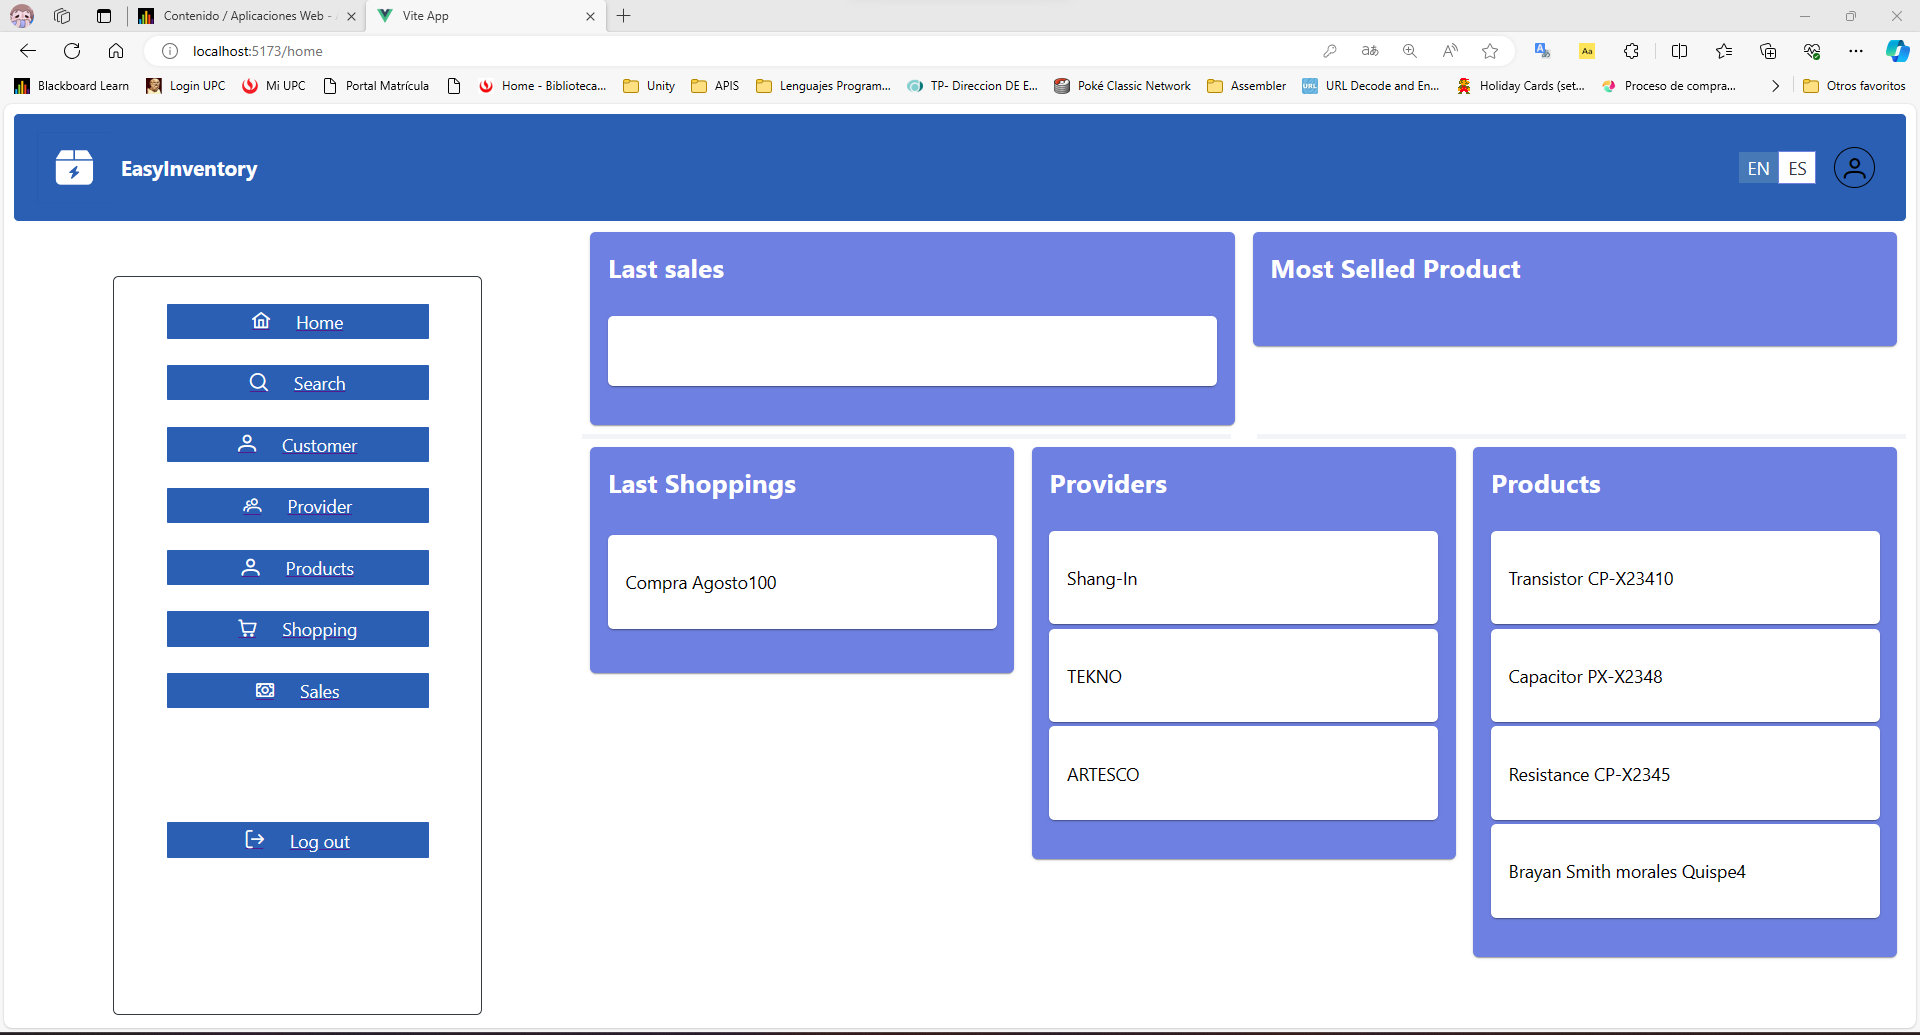 Contenido / Aplicaciones Web -
Vite App
localhost:5173/home
Blackboard Learn
Login UPC
Mi UPC
Portal Matrícula
Home - Biblioteca...
Unity
APIS
Lenguajes Program...
TP- Direccion DE E...
Poké Classic Network
Assembler
URL
URL Decode and En...
Holiday Cards (set...
Proceso de compra...
Otros favoritos
EasyInventory
EN
ES
Home
Search
Customer
Provider
Products
Shopping
Sales
Log out
Last sales
Most Selled Product
Last Shoppings
Compra Agosto100
Providers
Shang-In
TEKNO
ARTESCO
Products
Transistor CP-X23410
Capacitor PX-X2348
Resistance CP-X2345
Brayan Smith morales Quispe4